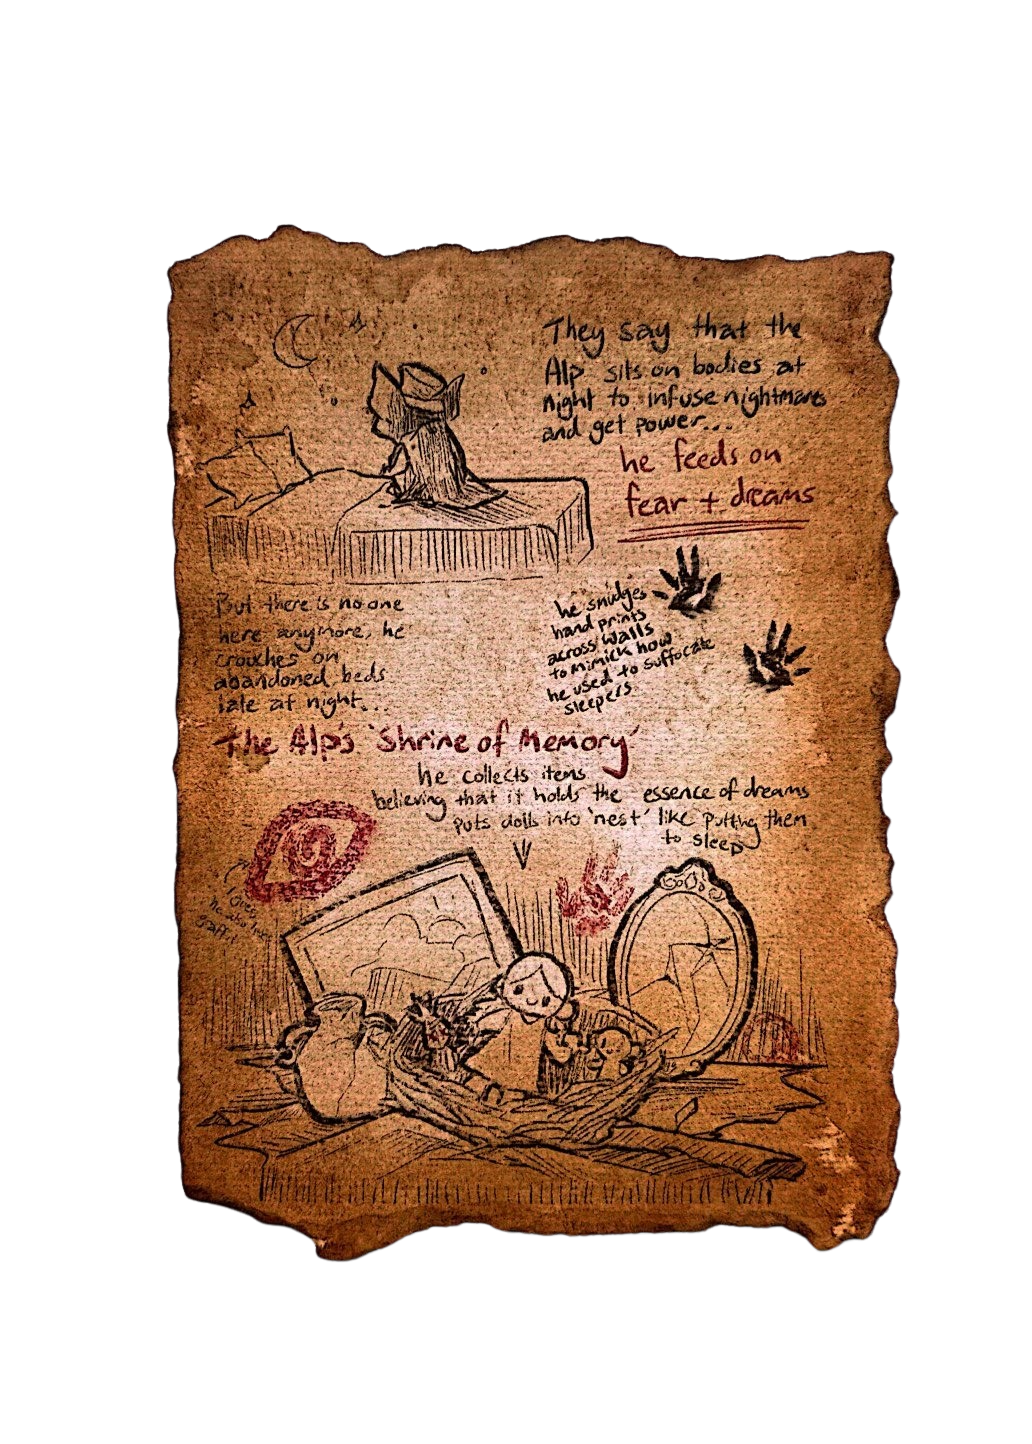 They say that the
Alp sits on bodies at
night to infuse nightmares
and get power...
he feeds on
fear + dreams
But there is no one
here anymore, he
crouches on
abandoned beds
late at night...
he smudges
hand prints
across walls
to mimick how
he used to suffocate
sleepers
The Alp's 'Shrine of Memory'
he collects items
believing that it holds the essence of dreams
puts dolls into 'nest' like putting them
to sleep
he also